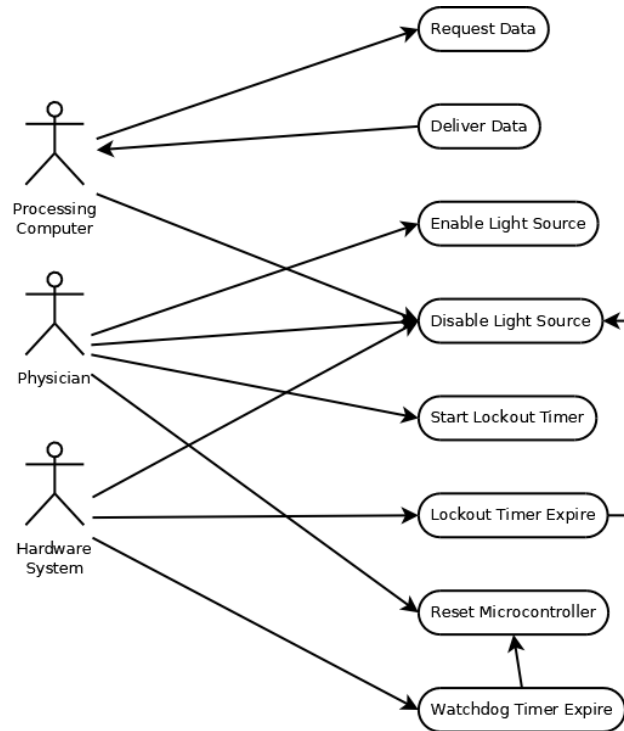 Request Data
Deliver Data
Processing
Computer
Enable Light Source
Disable Light Source
Physician
Start Lockout Timer
Lockout Timer Expire
Hardware
System
Reset Microcontroller
Watchdog Timer Expire